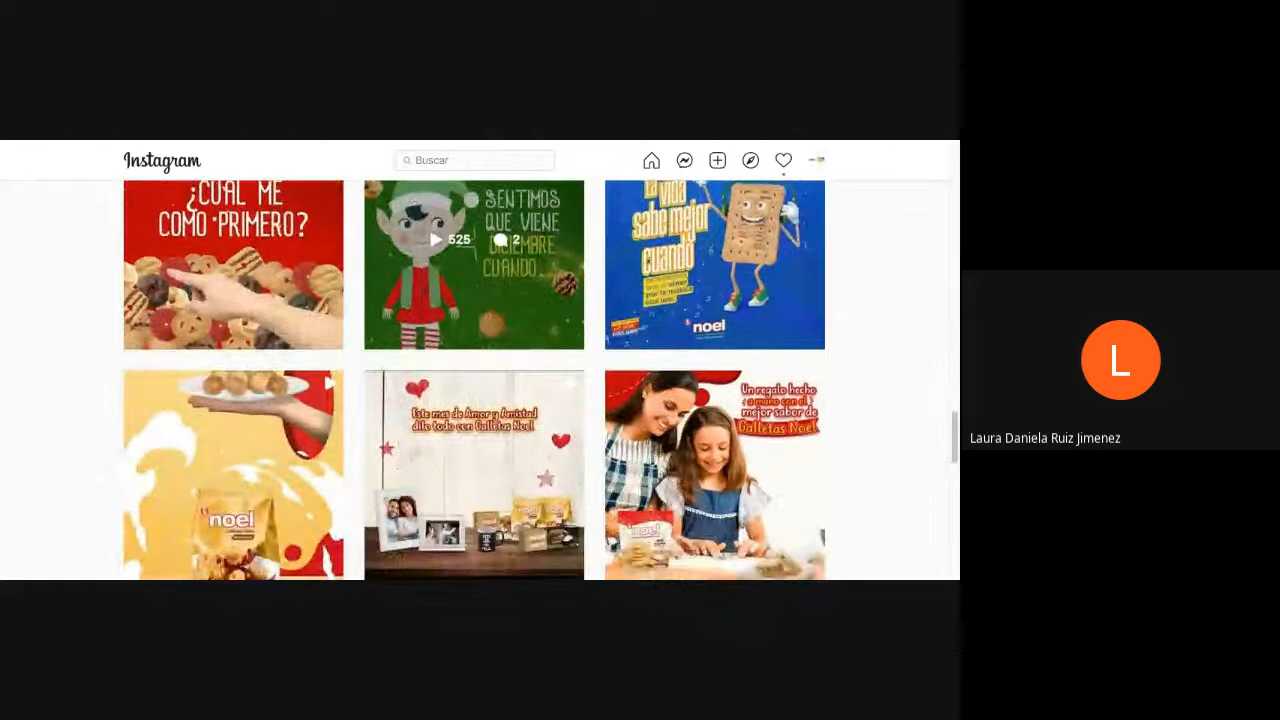 Instagram
Buscar
¿CUÁL ME
COMO PRIMERO?
SENTIMOS
QUE VIENE
DICIEMBRE
CUANDO...
525
2
La vida
sabe mejor
cuando
noel
noel
Este mes de Amor y Amistad
dilo todo con Galletas Noel
Un regalo hecho
a mano con el
mejor sabor de
Galletas Noel
noel
L
Laura Daniela Ruiz Jimenez